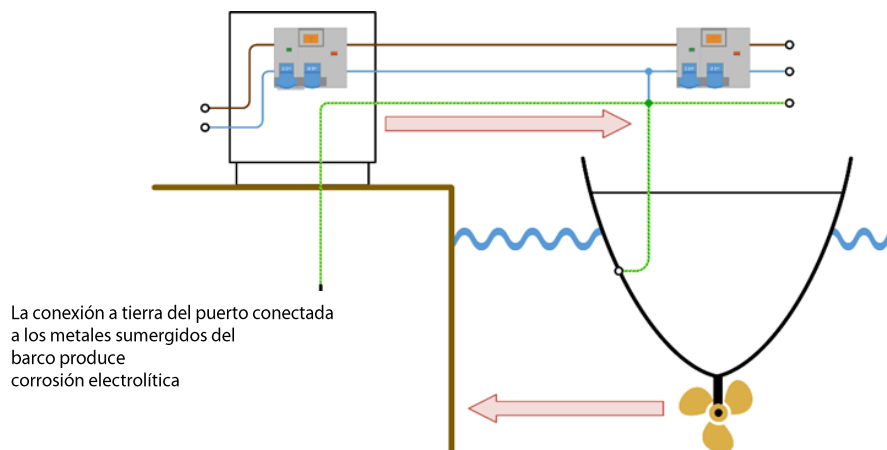 La conexión a tierra del puerto conectada
a los metales sumergidos del
barco produce
corrosión electrolítica